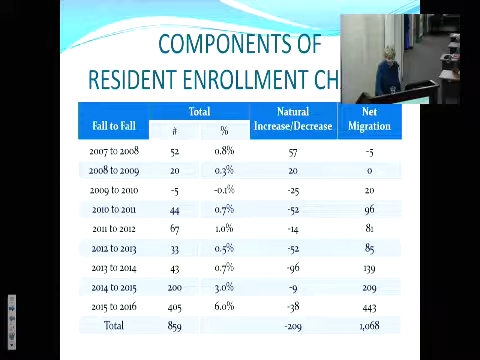 COMPONENTS OF
RESIDENT ENROLLMENT CH
Fall to Fall Total Natural Increase/Decrease Net Migration
# %
2007 to 2008 52 0.8% 57 -5
2008 to 2009 20 0.3% 20 0
2009 to 2010 -5 -0.1% -25 20
2010 to 2011 44 0.7% -52 96
2011 to 2012 67 1.0% -14 81
2012 to 2013 33 0.5% -52 85
2013 to 2014 43 0.7% -96 139
2014 to 2015 200 3.0% -9 209
2015 to 2016 405 6.0% -38 443
Total 859 -209 1,068